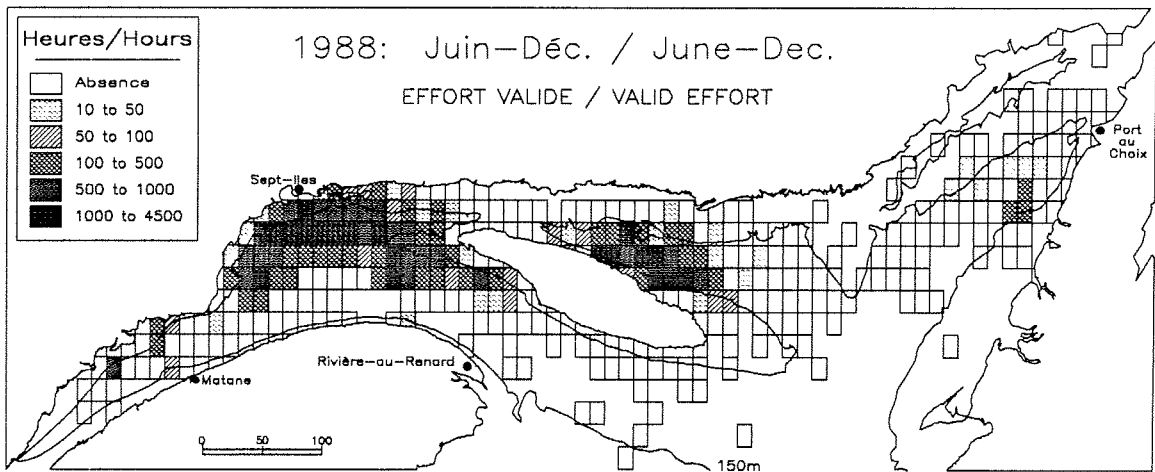 Heures/Hours
Absence
10 to 50
50 to 100
100 to 500
500 to 1000
1000 to 4500
1988: Juin-Déc. / June-Dec.
EFFORT VALIDE / VALID EFFORT
Port
au
Choix
Sept-Iles
Rivière-au-Renard
Matane
0 50 100
150m